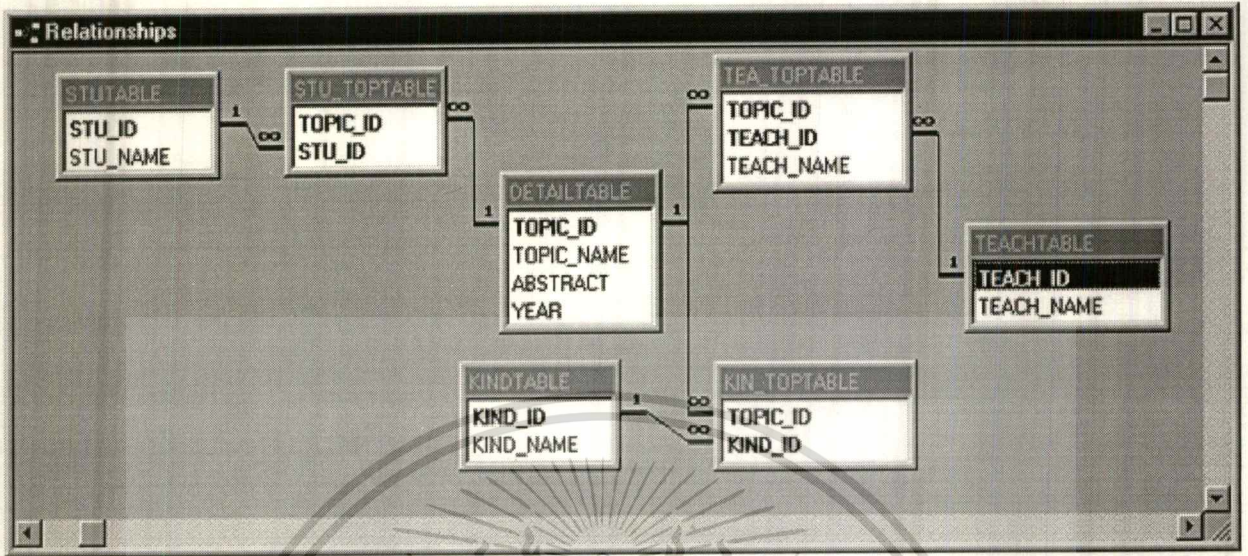 Relationships
STUTABLE
STU_ID
STU_NAME
1
∞
STU_TOPTABLE
TOPIC_ID
STU_ID
∞
1
DETAILTABLE
TOPIC_ID
TOPIC_NAME
ABSTRACT
YEAR
1
∞
TEA_TOPTABLE
TOPIC_ID
TEACH_ID
TEACH_NAME
∞
1
TEACHTABLE
TEACH_ID
TEACH_NAME
KINDTABLE
KIND_ID
KIND_NAME
1
∞
∞
KIN_TOPTABLE
TOPIC_ID
KIND_ID